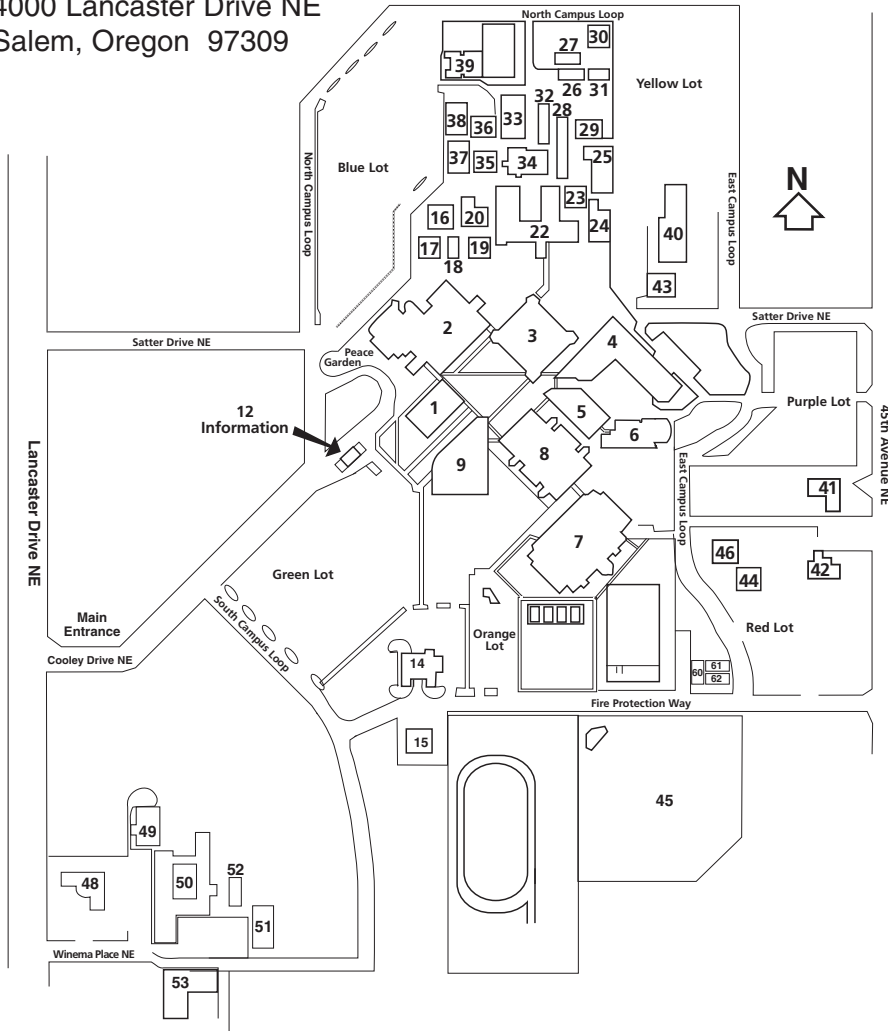 4000 Lancaster Drive NE
Salem, Oregon 97309
North Campus Loop
30
27
39
26
31
Yellow Lot
32
28
38
36
33
29
37
35
34
25
Blue Lot
North Campus Loop
East Campus Loop
N
23
16
20
22
24
40
17
18
19
43
2
3
4
Satter Drive NE
Satter Drive NE
Peace
Garden
1
5
6
Purple Lot
12
Information
8
9
45th Avenue NE
Lancaster Drive NE
East Campus Loop
41
7
46
44
42
Green Lot
South Campus Loop
Main
Entrance
Orange
Lot
Red Lot
Cooley Drive NE
14
60
61
62
Fire Protection Way
15
45
49
48
50
52
51
Winema Place NE
53